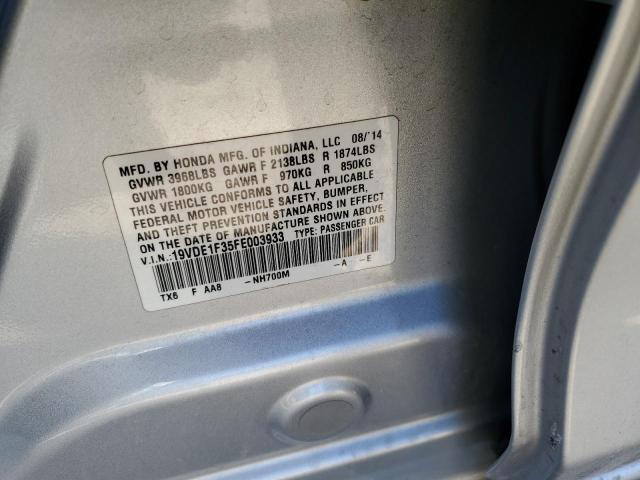 MFD. BY HONDA MFG. OF INDIANA, LLC 08/'14
GVWR 3968LBS GAWR F 2138LBS R 1874LBS
GVWR 1800KG GAWR F 970KG R 850KG
THIS VEHICLE CONFORMS TO ALL APPLICABLE
FEDERAL MOTOR VEHICLE SAFETY, BUMPER,
AND THEFT PREVENTION STANDARDS IN EFFECT
ON THE DATE OF MANUFACTURE SHOWN ABOVE.
V.I.N.:19VDE1F35FE003933 TYPE: PASSENGER CAR
TX6 F AA8 -NH700M -A -E